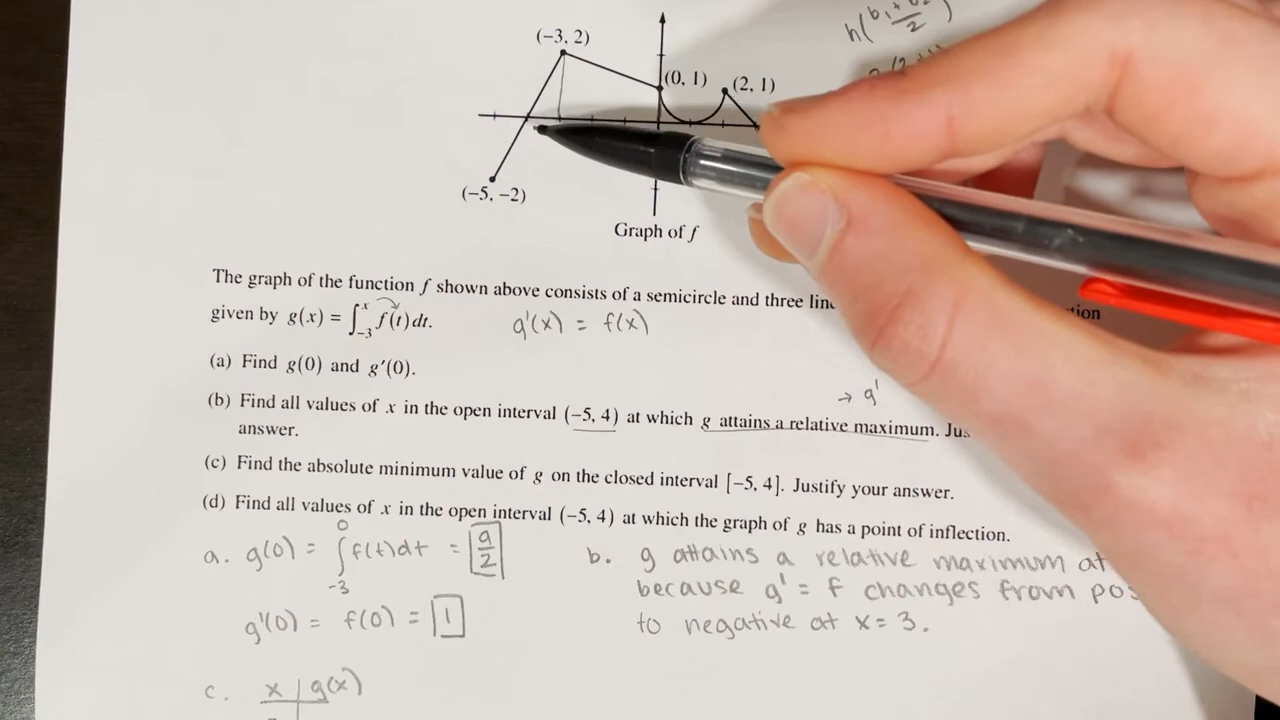 h(b₁+b₂/2)
(−3, 2)
(0, 1)
(2, 1)
(−5, −2)
Graph of f
The graph of the function f shown above consists of a semicircle and three
given by g(x) = ∫₋₃ˣ f(t) dt.
g'(x) = f(x)
(a) Find g(0) and g′(0).
→ g'
(b) Find all values of x in the open interval (−5, 4) at which g attains a relative maximum.
answer.
(c) Find the absolute minimum value of g on the closed interval [−5, 4]. Justify your answer.
(d) Find all values of x in the open interval (−5, 4) at which the graph of g has a point of inflection.
a. g(0) = ∫₋₃⁰ f(t)dt = 9/2
g'(0) = f(0) = 1
b. g attains a relative maximum at
because g' = f changes from
to negative at x = 3.
c. x | g(x)